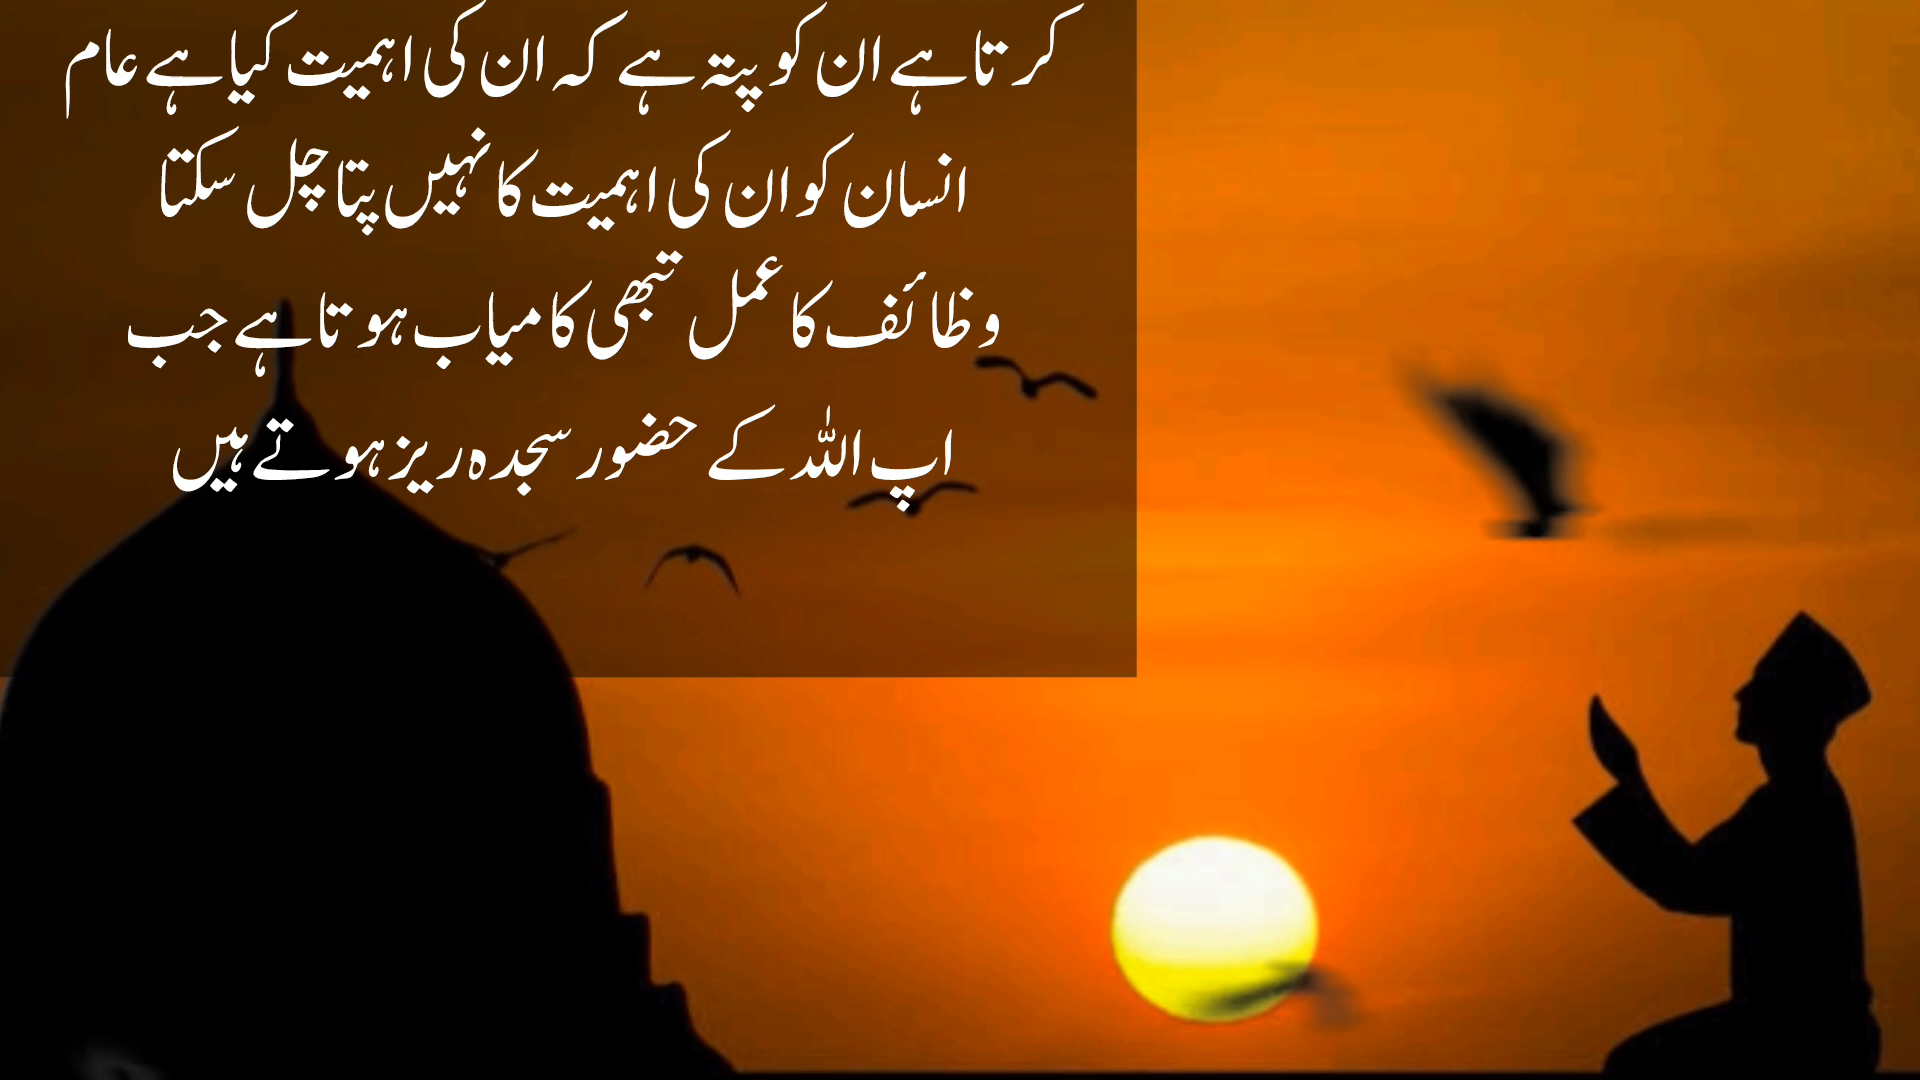 کرتا ہے ان کو پتہ ہے کہ ان کی اہمیت کیا ہے عام
انسان کو ان کی اہمیت کا نہیں پتا چل سکتا
وظائف کا عمل تبھی کامیاب ہوتا ہے جب
اپ اللہ کے حضور سجدہ ریز ہوتے ہیں